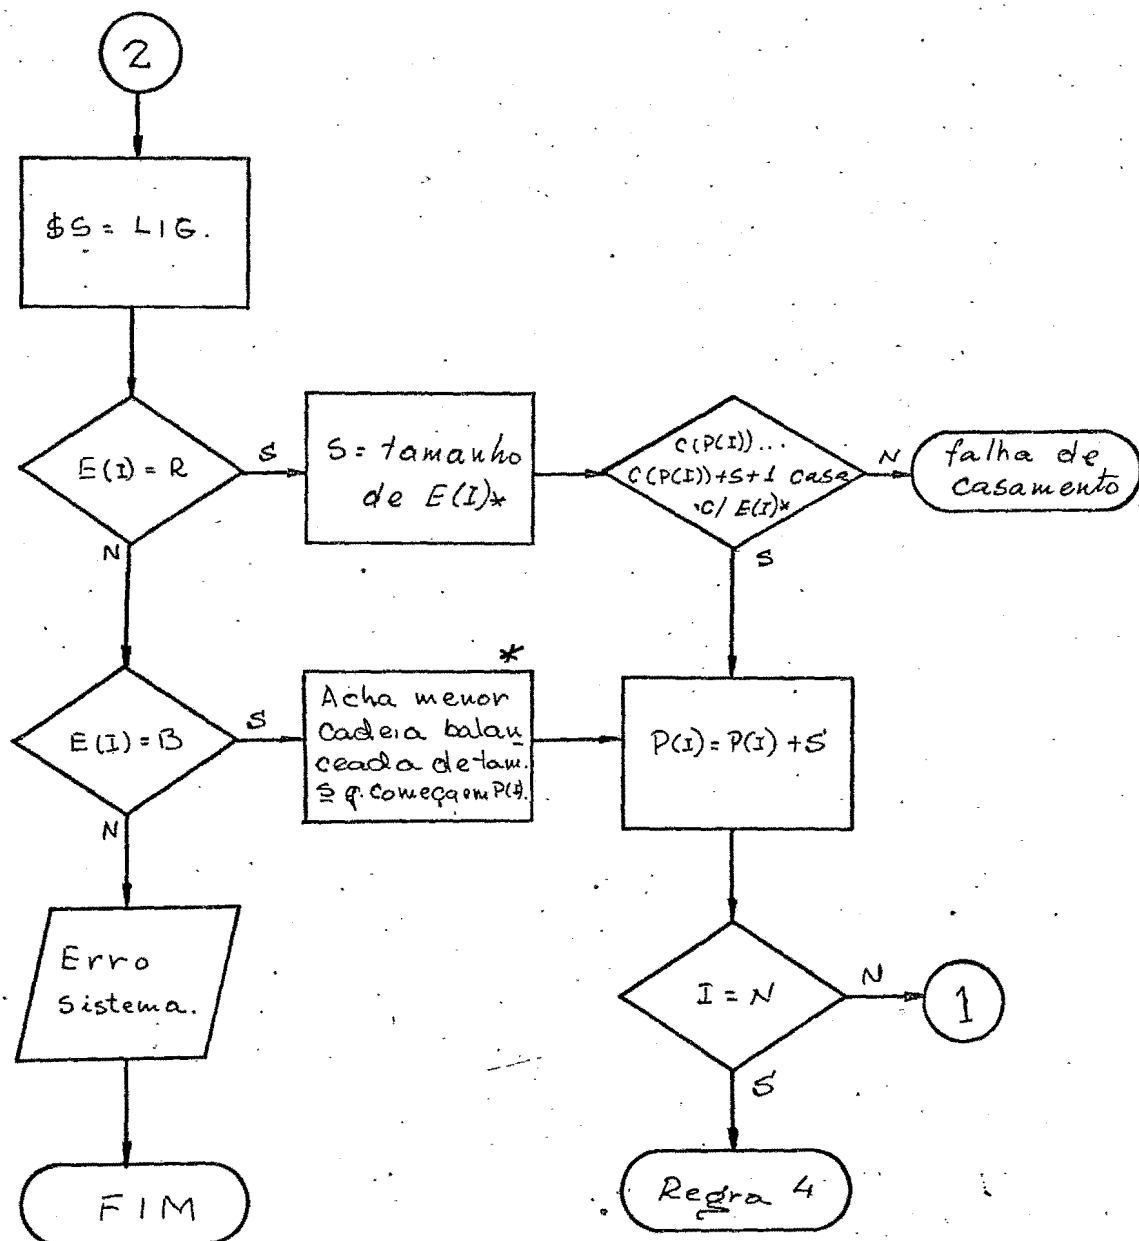 2
$S = LIG.
E(I) = R
S
N
S = tamanho
de E(I)*
C(P(I))...
C(P(I))+S+1 casa
C/ E(I)*
N
S
falha de
casamento
E(I) = B
S
N
*
Acha menor
cadeia balan
ceada de tam.
S q. começa em P(I).
P(I) = P(I) + S
Erro
sistema.
I = N
N
S
1
FIM
Regra 4